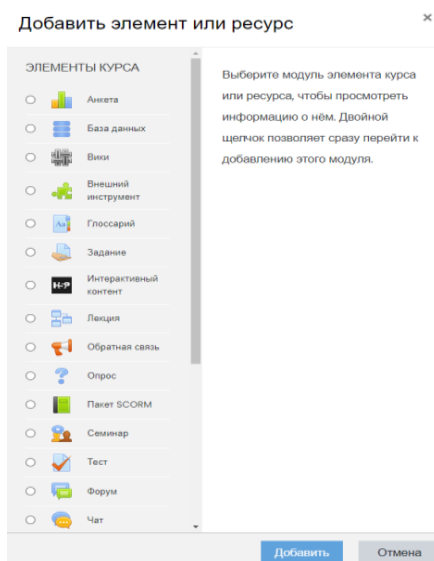 Добавить элемент или ресурс
×
ЭЛЕМЕНТЫ КУРСА
Анкета
База данных
Вики
Внешний
инструмент
Глоссарий
Задание
Интерактивный
контент
Лекция
Обратная связь
Опрос
Пакет SCORM
Семинар
Тест
Форум
Чат
Выберите модуль элемента курса
или ресурса, чтобы просмотреть
информацию о нём. Двойной
щелчок позволяет сразу перейти к
добавлению этого модуля.
Aa
H-P
Добавить
Отмена